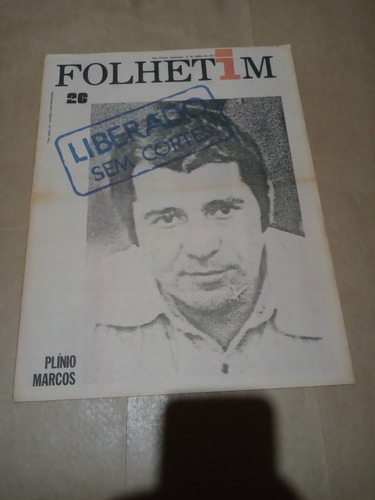 FOLHETiM
26
LIBERADO
SEM CORTES
PLÍNIO
MARCOS